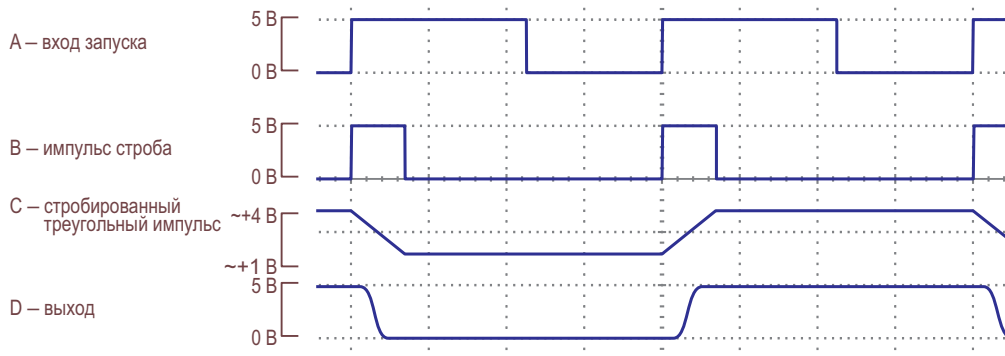 5 В
A – вход запуска
0 В
5 В
B – импульс строба
0 В
C – стробированный
треугольный импульс
~+4 В
~+1 В
5 В
D – выход
0 В